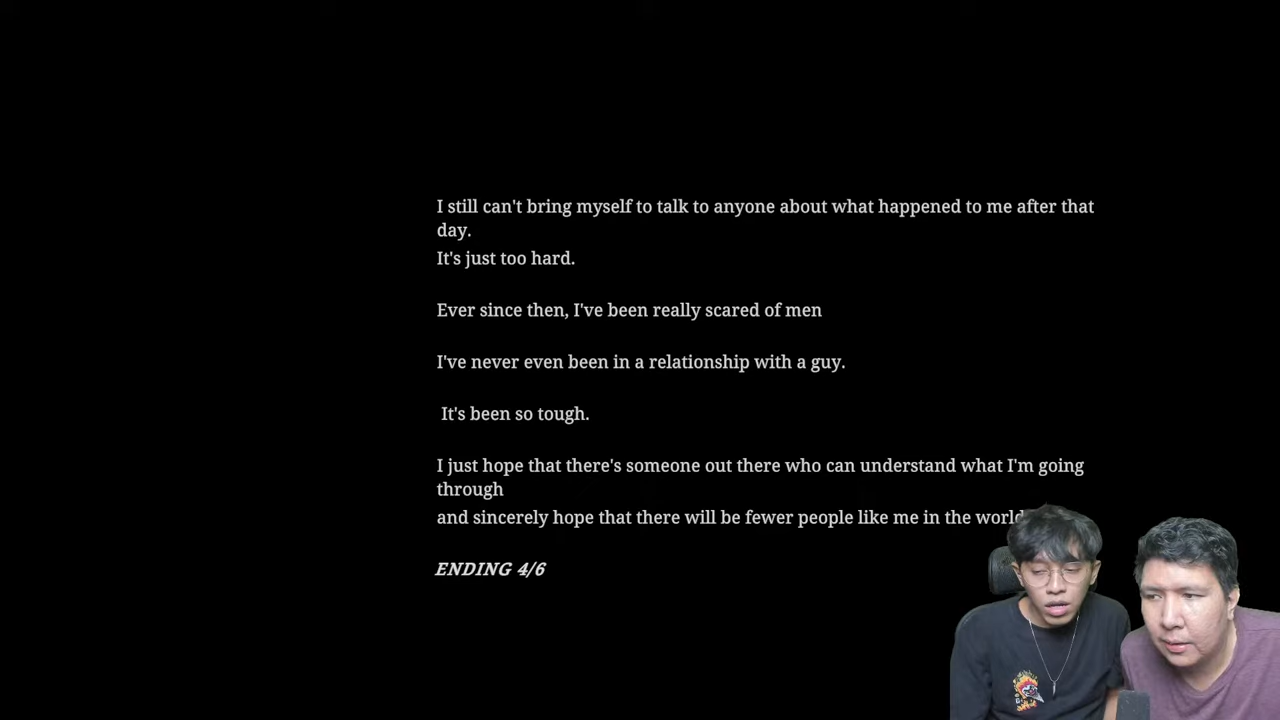 I still can't bring myself to talk to anyone about what happened to me after that
day.
It's just too hard.
Ever since then, I've been really scared of men
I've never even been in a relationship with a guy.
It's been so tough.
I just hope that there's someone out there who can understand what I'm going
through
and sincerely hope that there will be fewer people like me in the world
ENDING 4/6